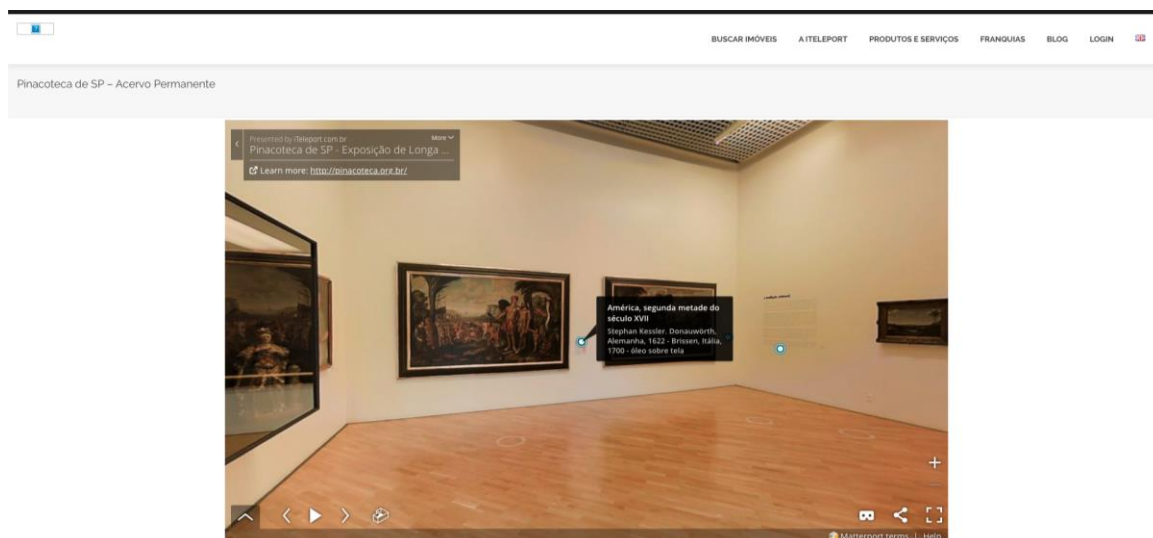 BUSCAR IMÓVEIS A ITELEPORT PRODUTOS E SERVIÇOS FRANQUIAS BLOG LOGIN
Pinacoteca de SP – Acervo Permanente
Presented by iTeleport.com.br More
Pinacoteca de SP - Exposição de Longa ...
Learn more: http://pinacoteca.org.br/
América, segunda metade do
século XVII
Stephan Kessler. Donauwörth,
Alemanha, 1622 - Brissen, Itália,
1700 - óleo sobre tela
Matterport terms | Help